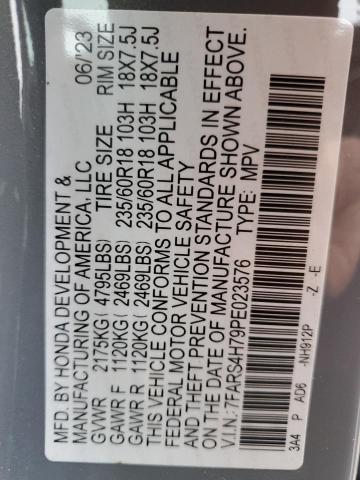 MFD. BY HONDA DEVELOPMENT & 06/23
MANUFACTURING OF AMERICA, LLC
TIRE SIZE RIM SIZE
GVWR 2175KG( 4795LBS)
GAWR F 1120KG( 2469LBS) 235/60R18 103H 18X7.5J
GAWR R 1120KG( 2469LBS) 235/60R18 103H 18X7.5J
THIS VEHICLE CONFORMS TO ALL APPLICABLE
FEDERAL MOTOR VEHICLE SAFETY
AND THEFT PREVENTION STANDARDS IN EFFECT
ON THE DATE OF MANUFACTURE SHOWN ABOVE.
V.I.N.: 7FARS4H79PE023576 TYPE: MPV
3A4 P AD6 -NH912P -Z -E